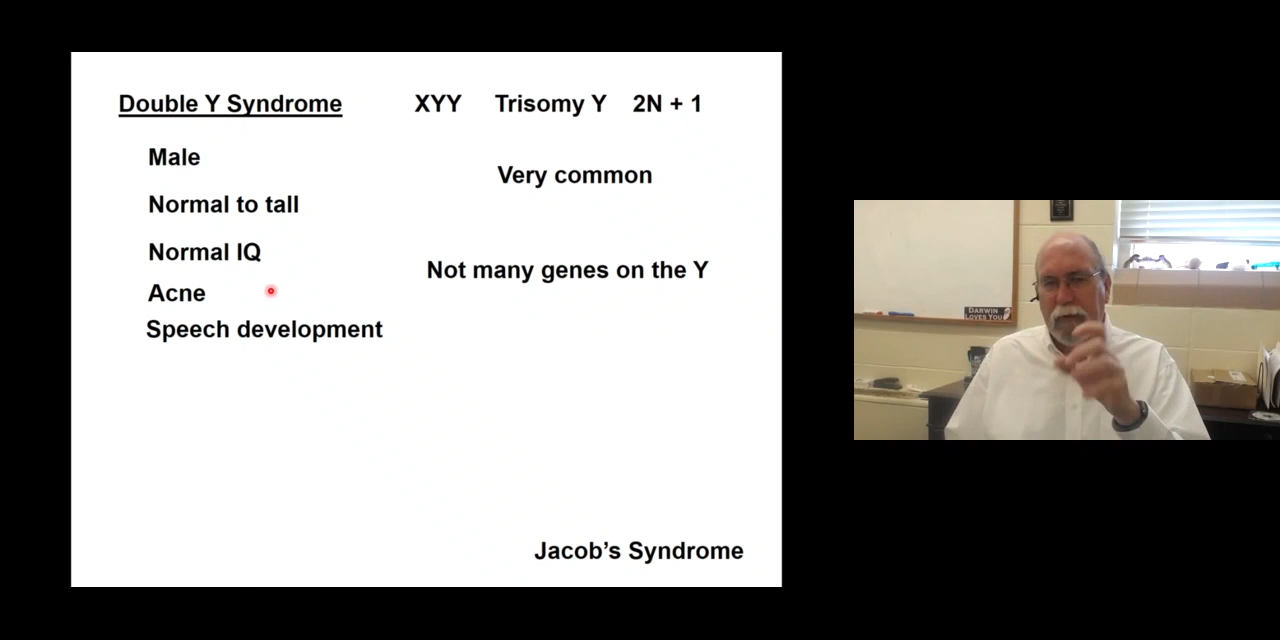 Double Y Syndrome XYY Trisomy Y 2N + 1
Male
Very common
Normal to tall
Normal IQ
Not many genes on the Y
Acne
Speech development
Jacob’s Syndrome
DARWIN
LOVES YOU